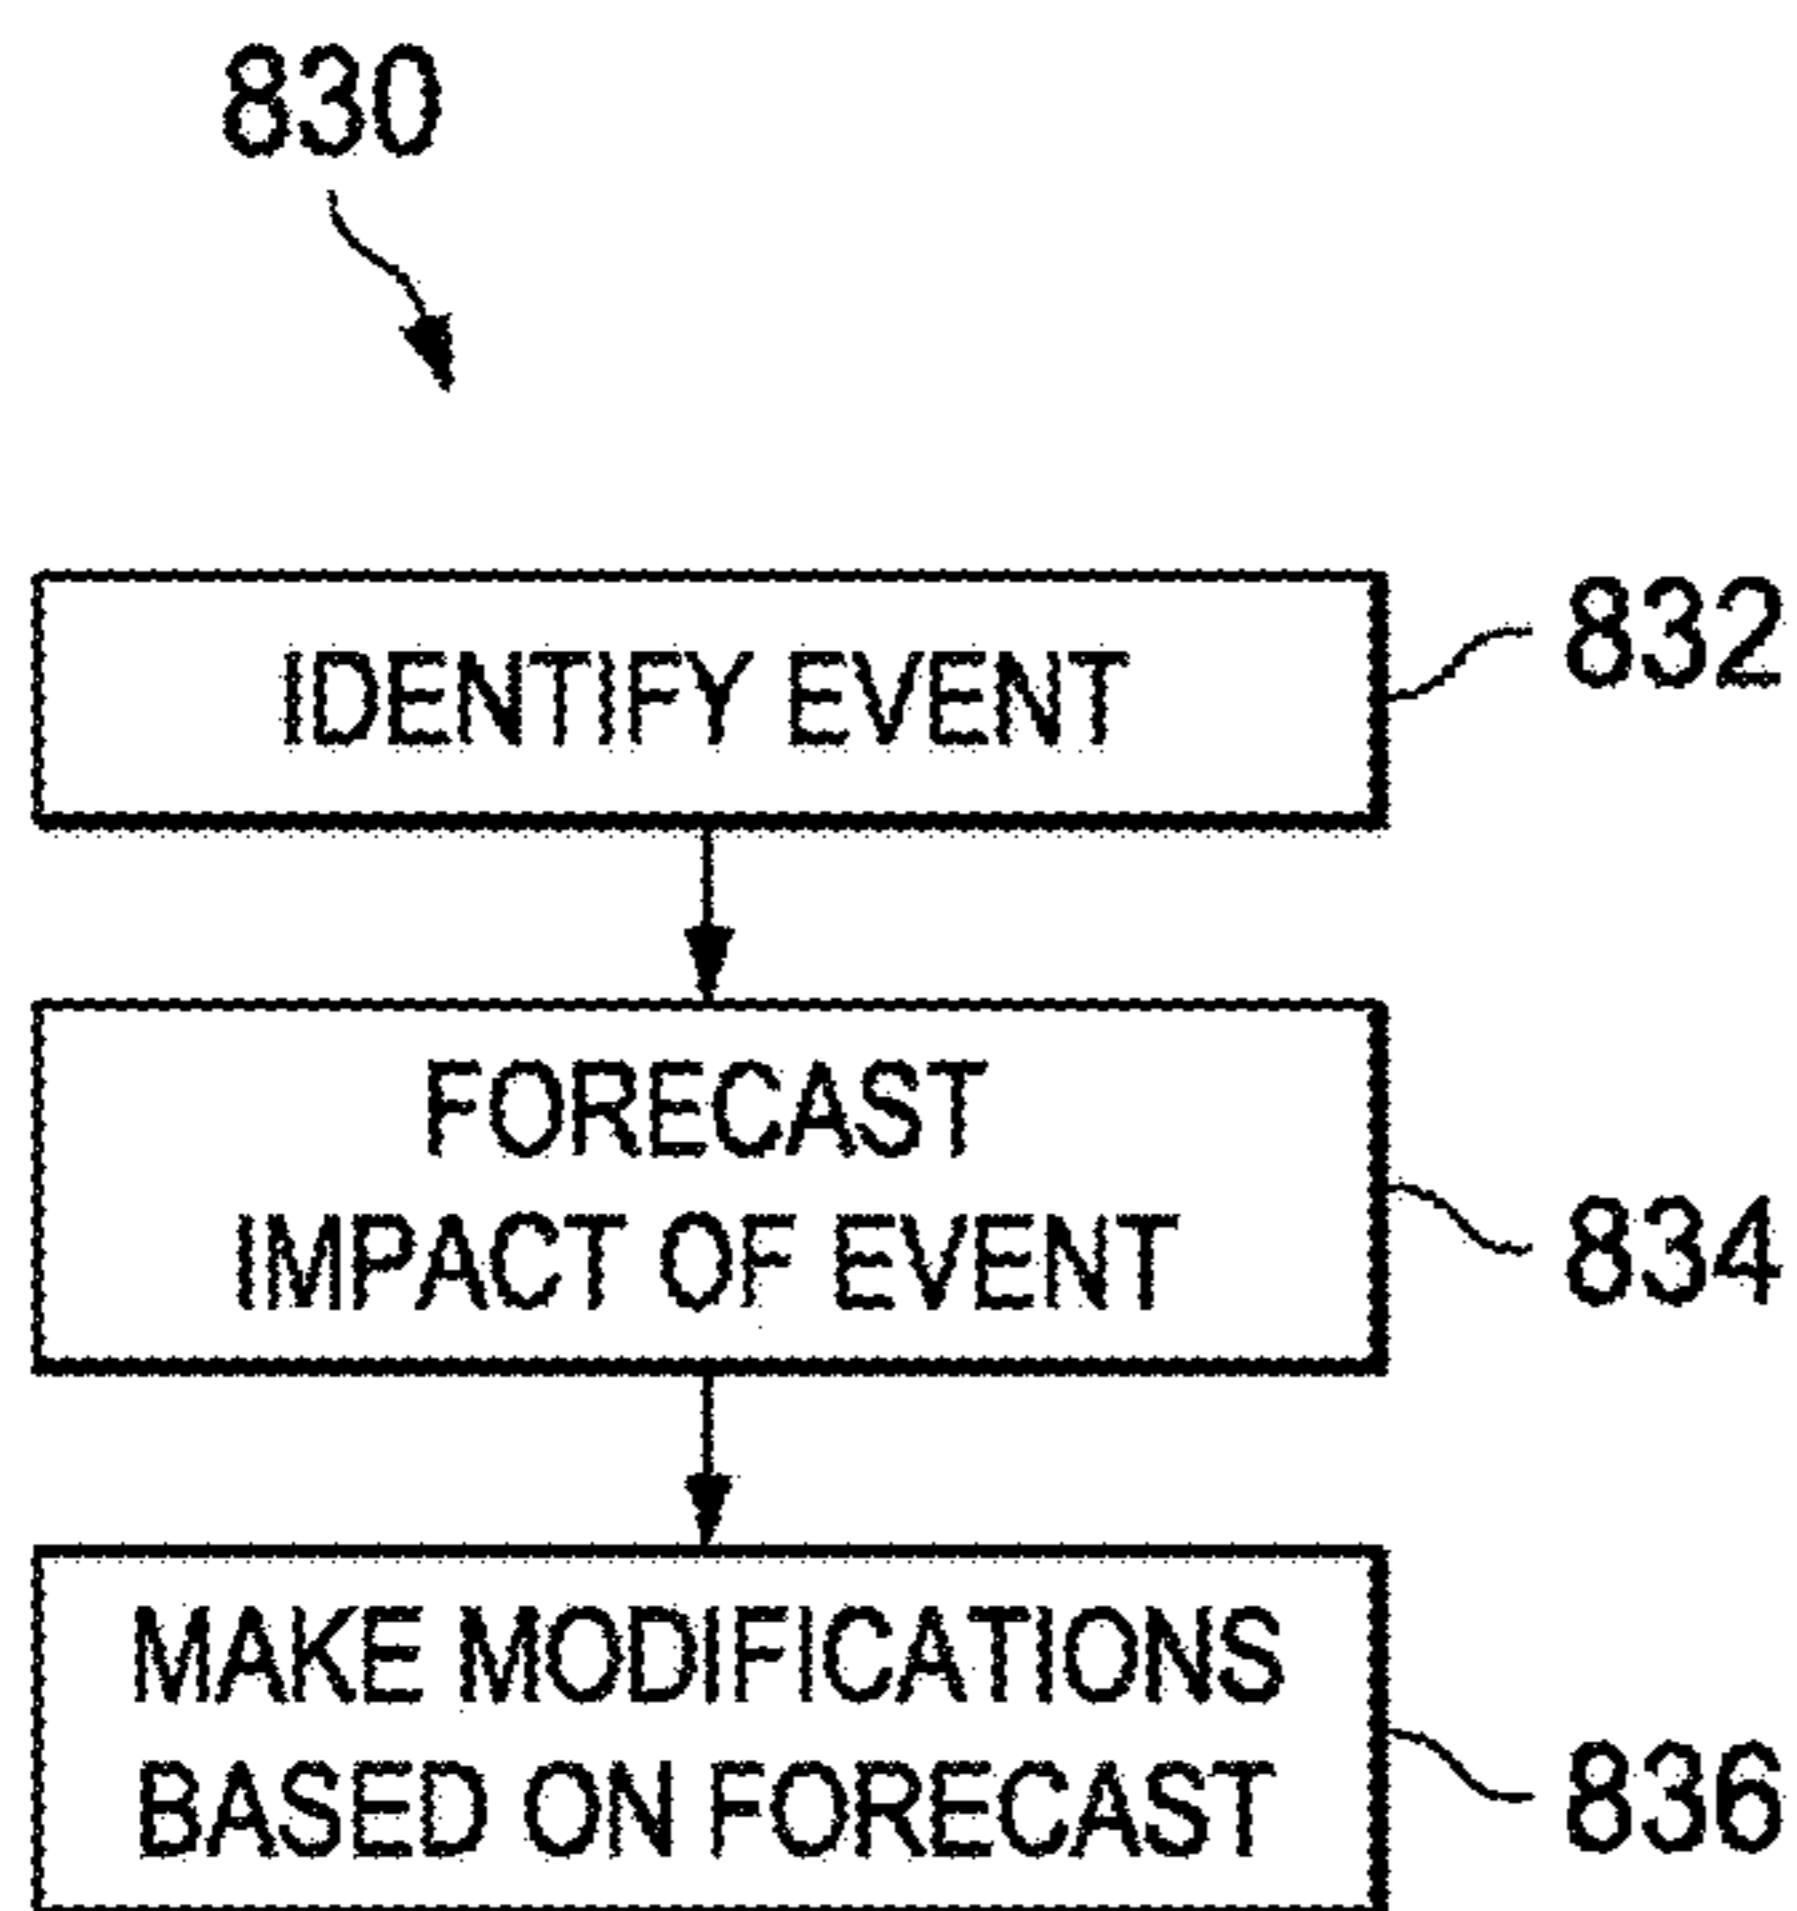 830
IDENTIFY EVENT
832
FORECAST
IMPACT OF EVENT
834
MAKE MODIFICATIONS
BASED ON FORECAST
836